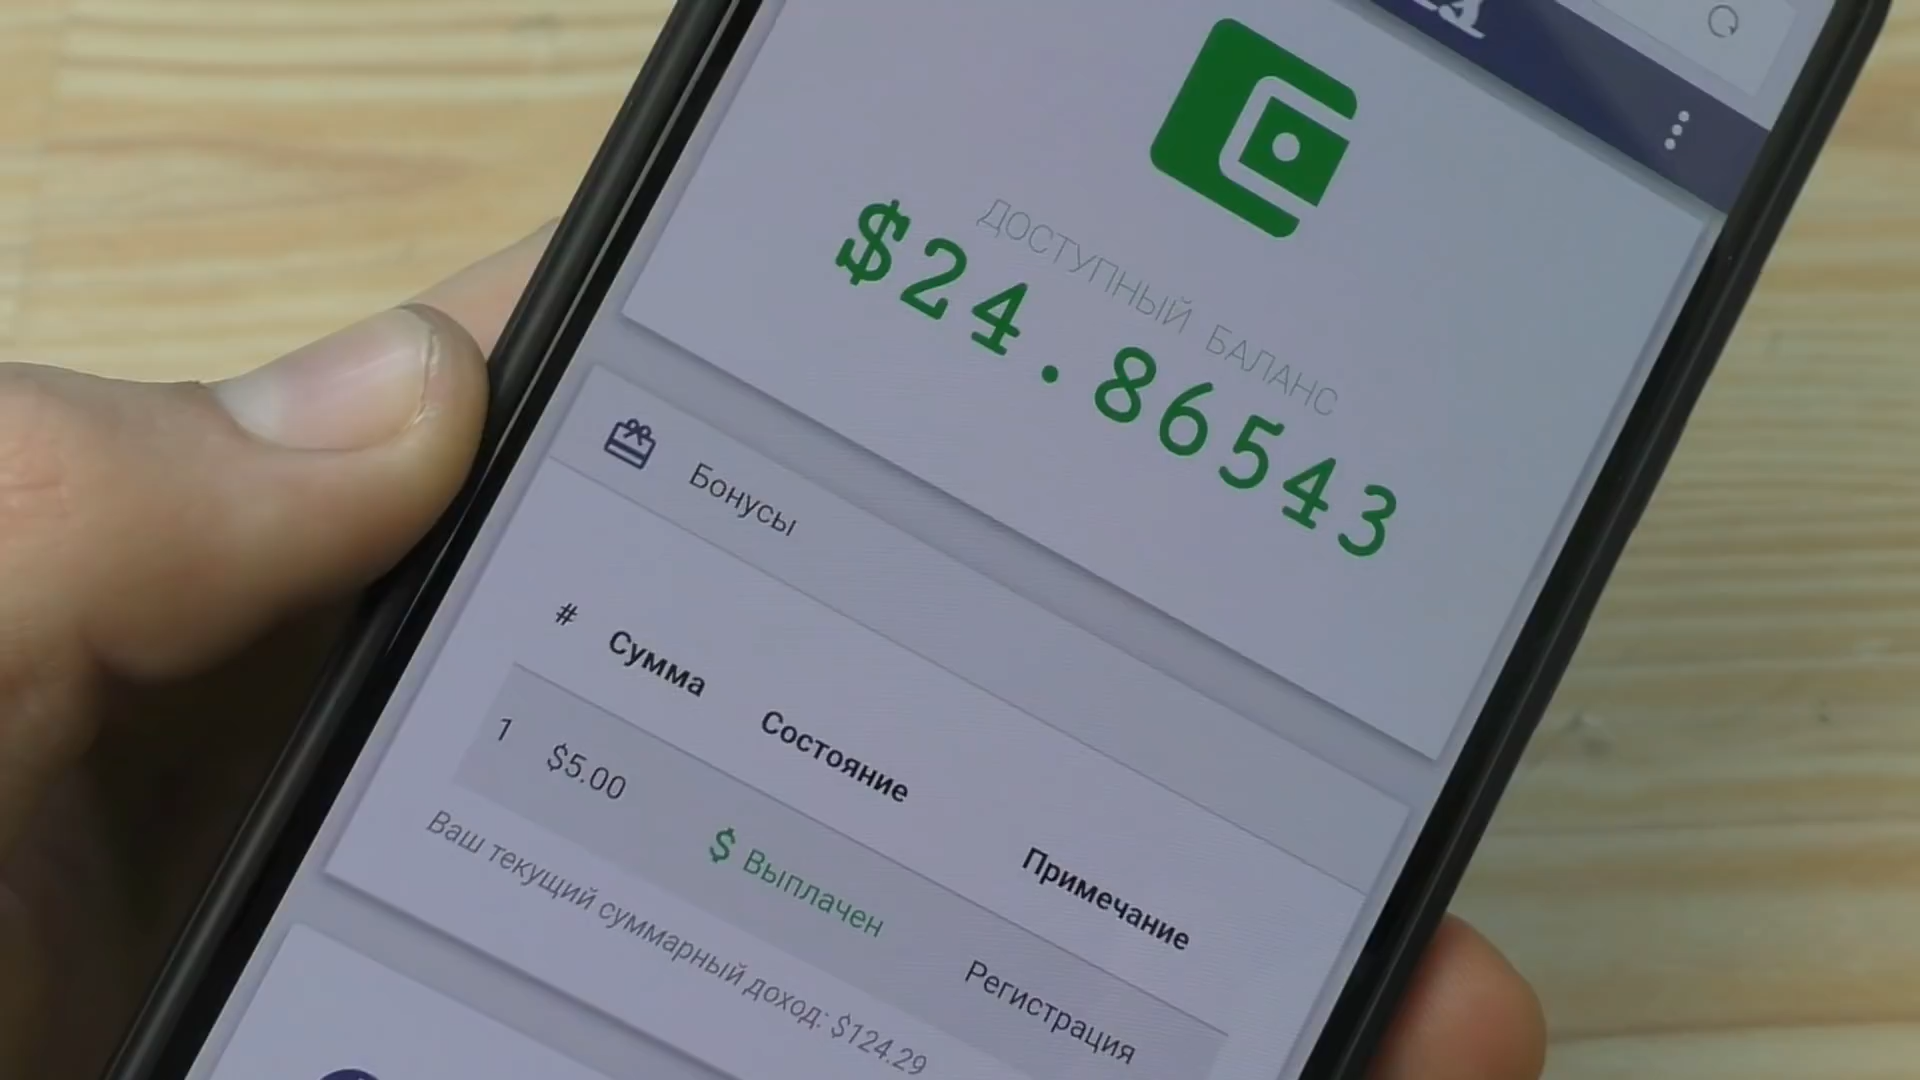 ДОСТУПНЫЙ БАЛАНС
$24.86543
Бонусы
# Сумма Состояние Примечание
1 $5.00 $ Выплачен Регистрация
Ваш текущий суммарный доход: $124.29